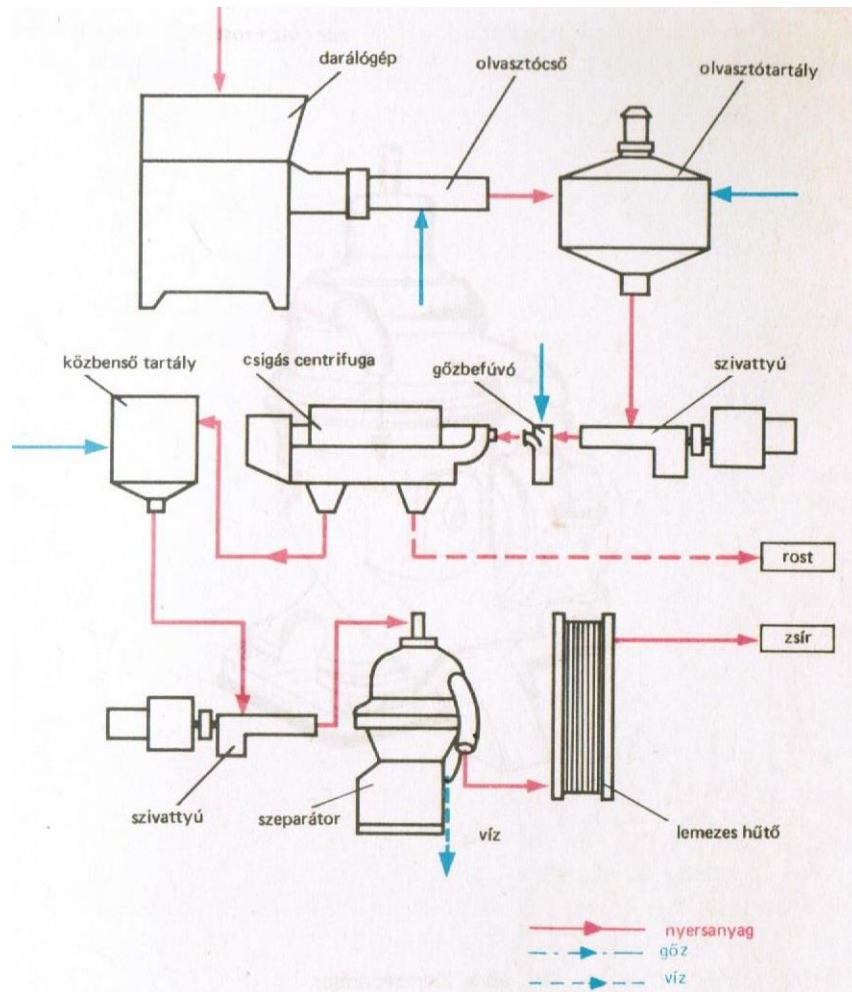 darálógép
olvasztócső
olvasztótartály
közbenső tartály
csigás centrifuga
gőzbefúvó
szivattyú
rost
zsír
szivattyú
szeparátor
víz
lemezes hűtő
nyersanyag
gőz
víz